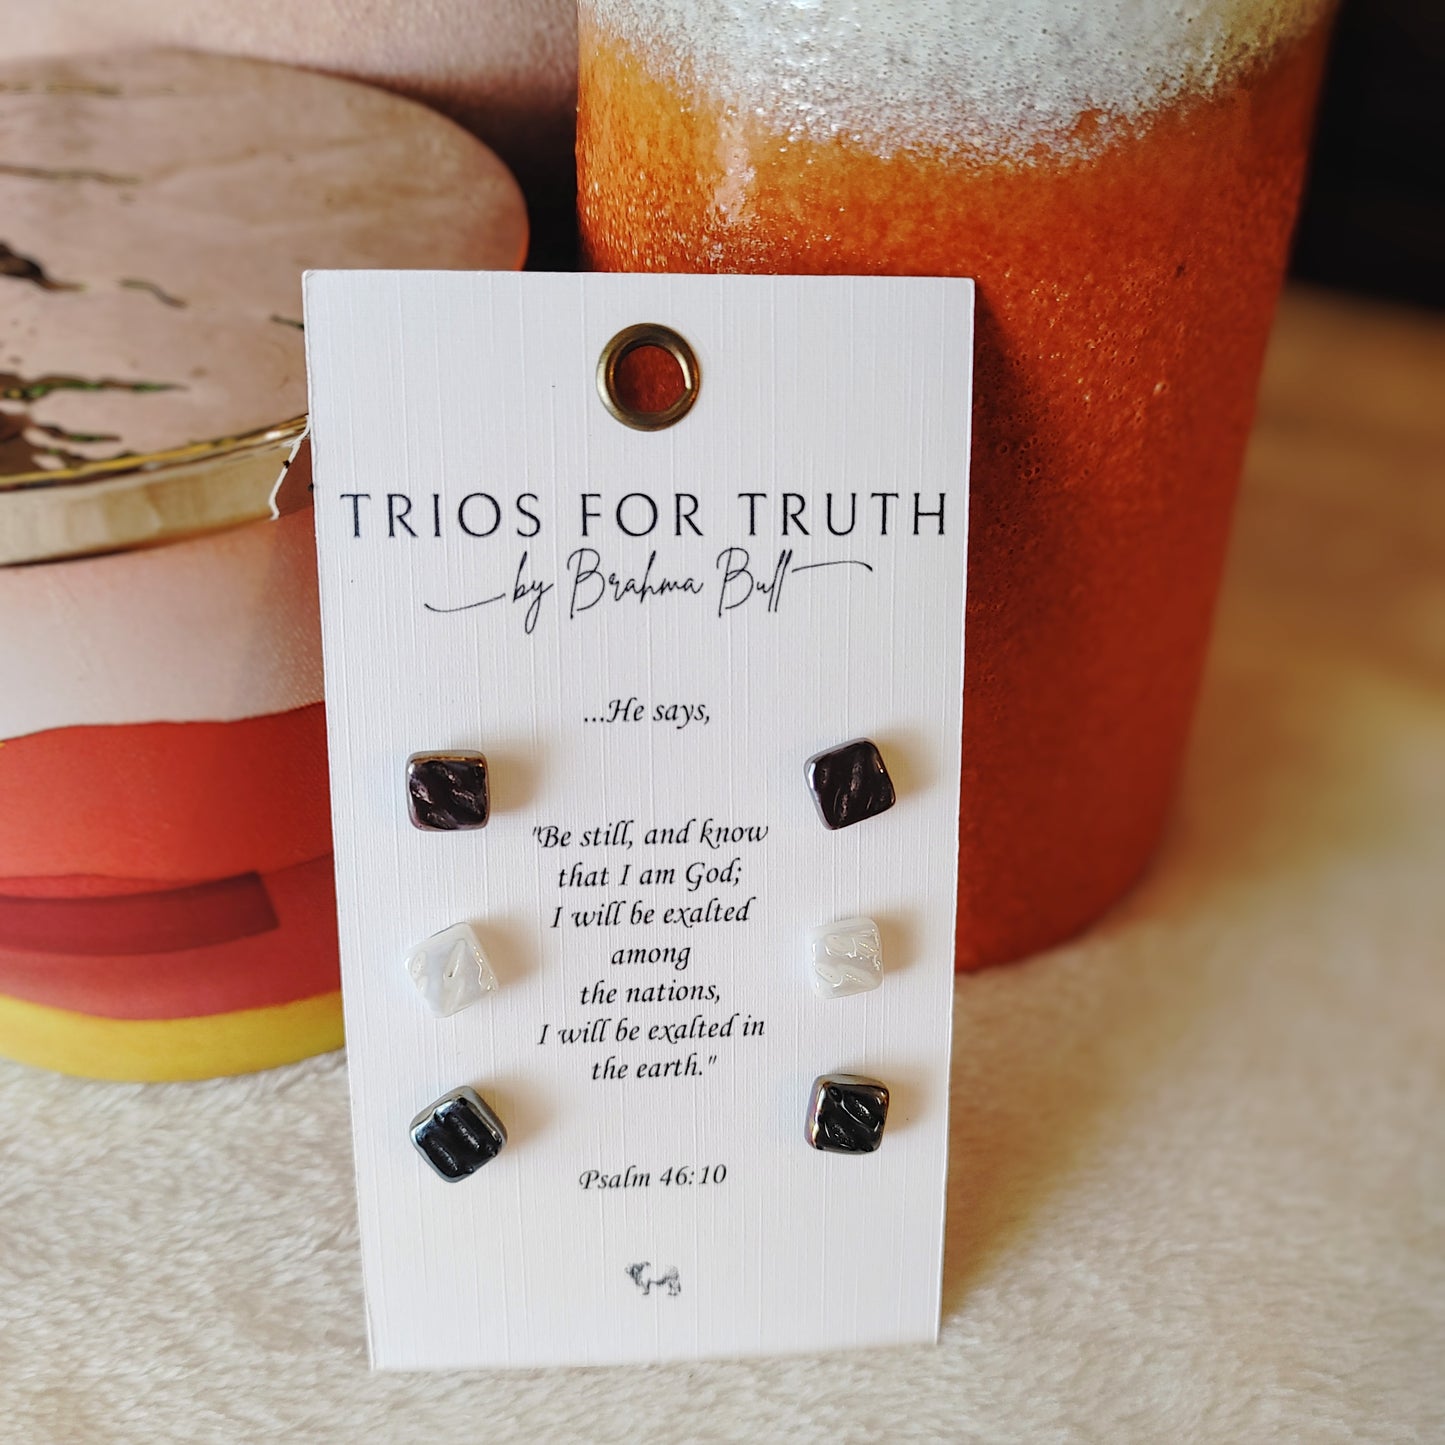 TRIOS FOR TRUTH
by Brahma Bull
...He says,
"Be still, and know
that I am God;
I will be exalted
among
the nations,
I will be exalted in
the earth."
Psalm 46:10